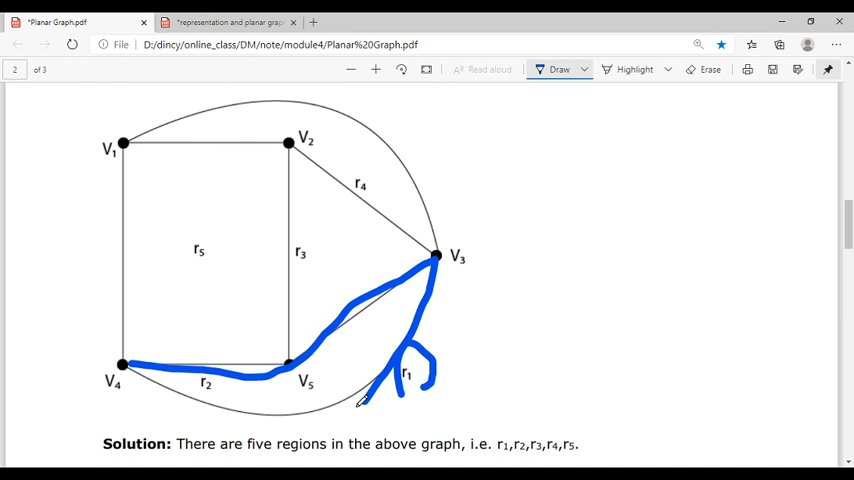 *Planar Graph.pdf
*representation and planar grap
File
D:/dincy/online_class/DM/note/module4/Planar%20Graph.pdf
2 of 3
Read aloud
Draw
Highlight
Erase
V1
V2
r4
r5
r3
V3
V4
r2
V5
r1
Solution: There are five regions in the above graph, i.e. r1,r2,r3,r4,r5.